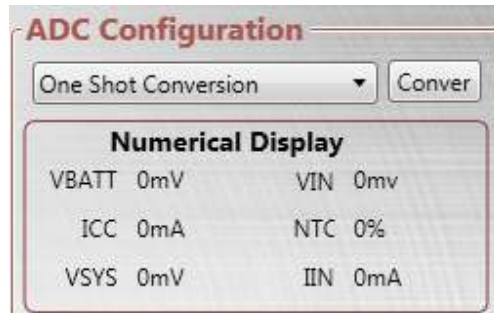 ADC Configuration
One Shot Conversion Conver
Numerical Display
VBATT 0mV VIN 0mv
ICC 0mA NTC 0%
VSYS 0mV IIN 0mA